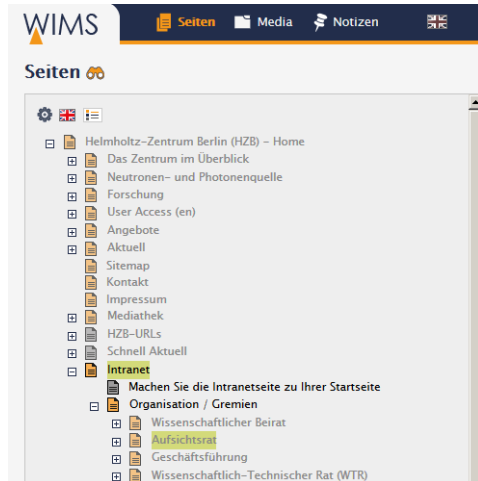 WIMS
Seiten Media Notizen
Seiten
Helmholtz-Zentrum Berlin (HZB) - Home
Das Zentrum im Überblick
Neutronen- und Photonenquelle
Forschung
User Access (en)
Angebote
Aktuell
Sitemap
Kontakt
Impressum
Mediathek
HZB-URLs
Schnell Aktuell
Intranet
Machen Sie die Intranetseite zu Ihrer Startseite
Organisation / Gremien
Wissenschaftlicher Beirat
Aufsichtsrat
Geschäftsführung
Wissenschaftlich-Technischer Rat (WTR)